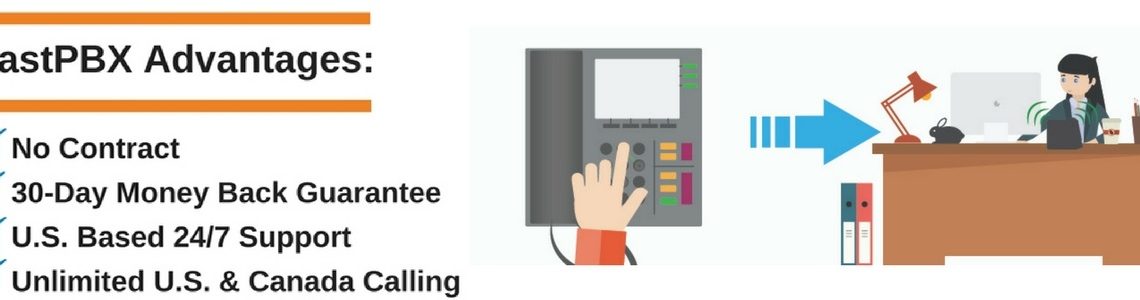 astPBX Advantages:
No Contract
30-Day Money Back Guarantee
U.S. Based 24/7 Support
Unlimited U.S. & Canada Calling